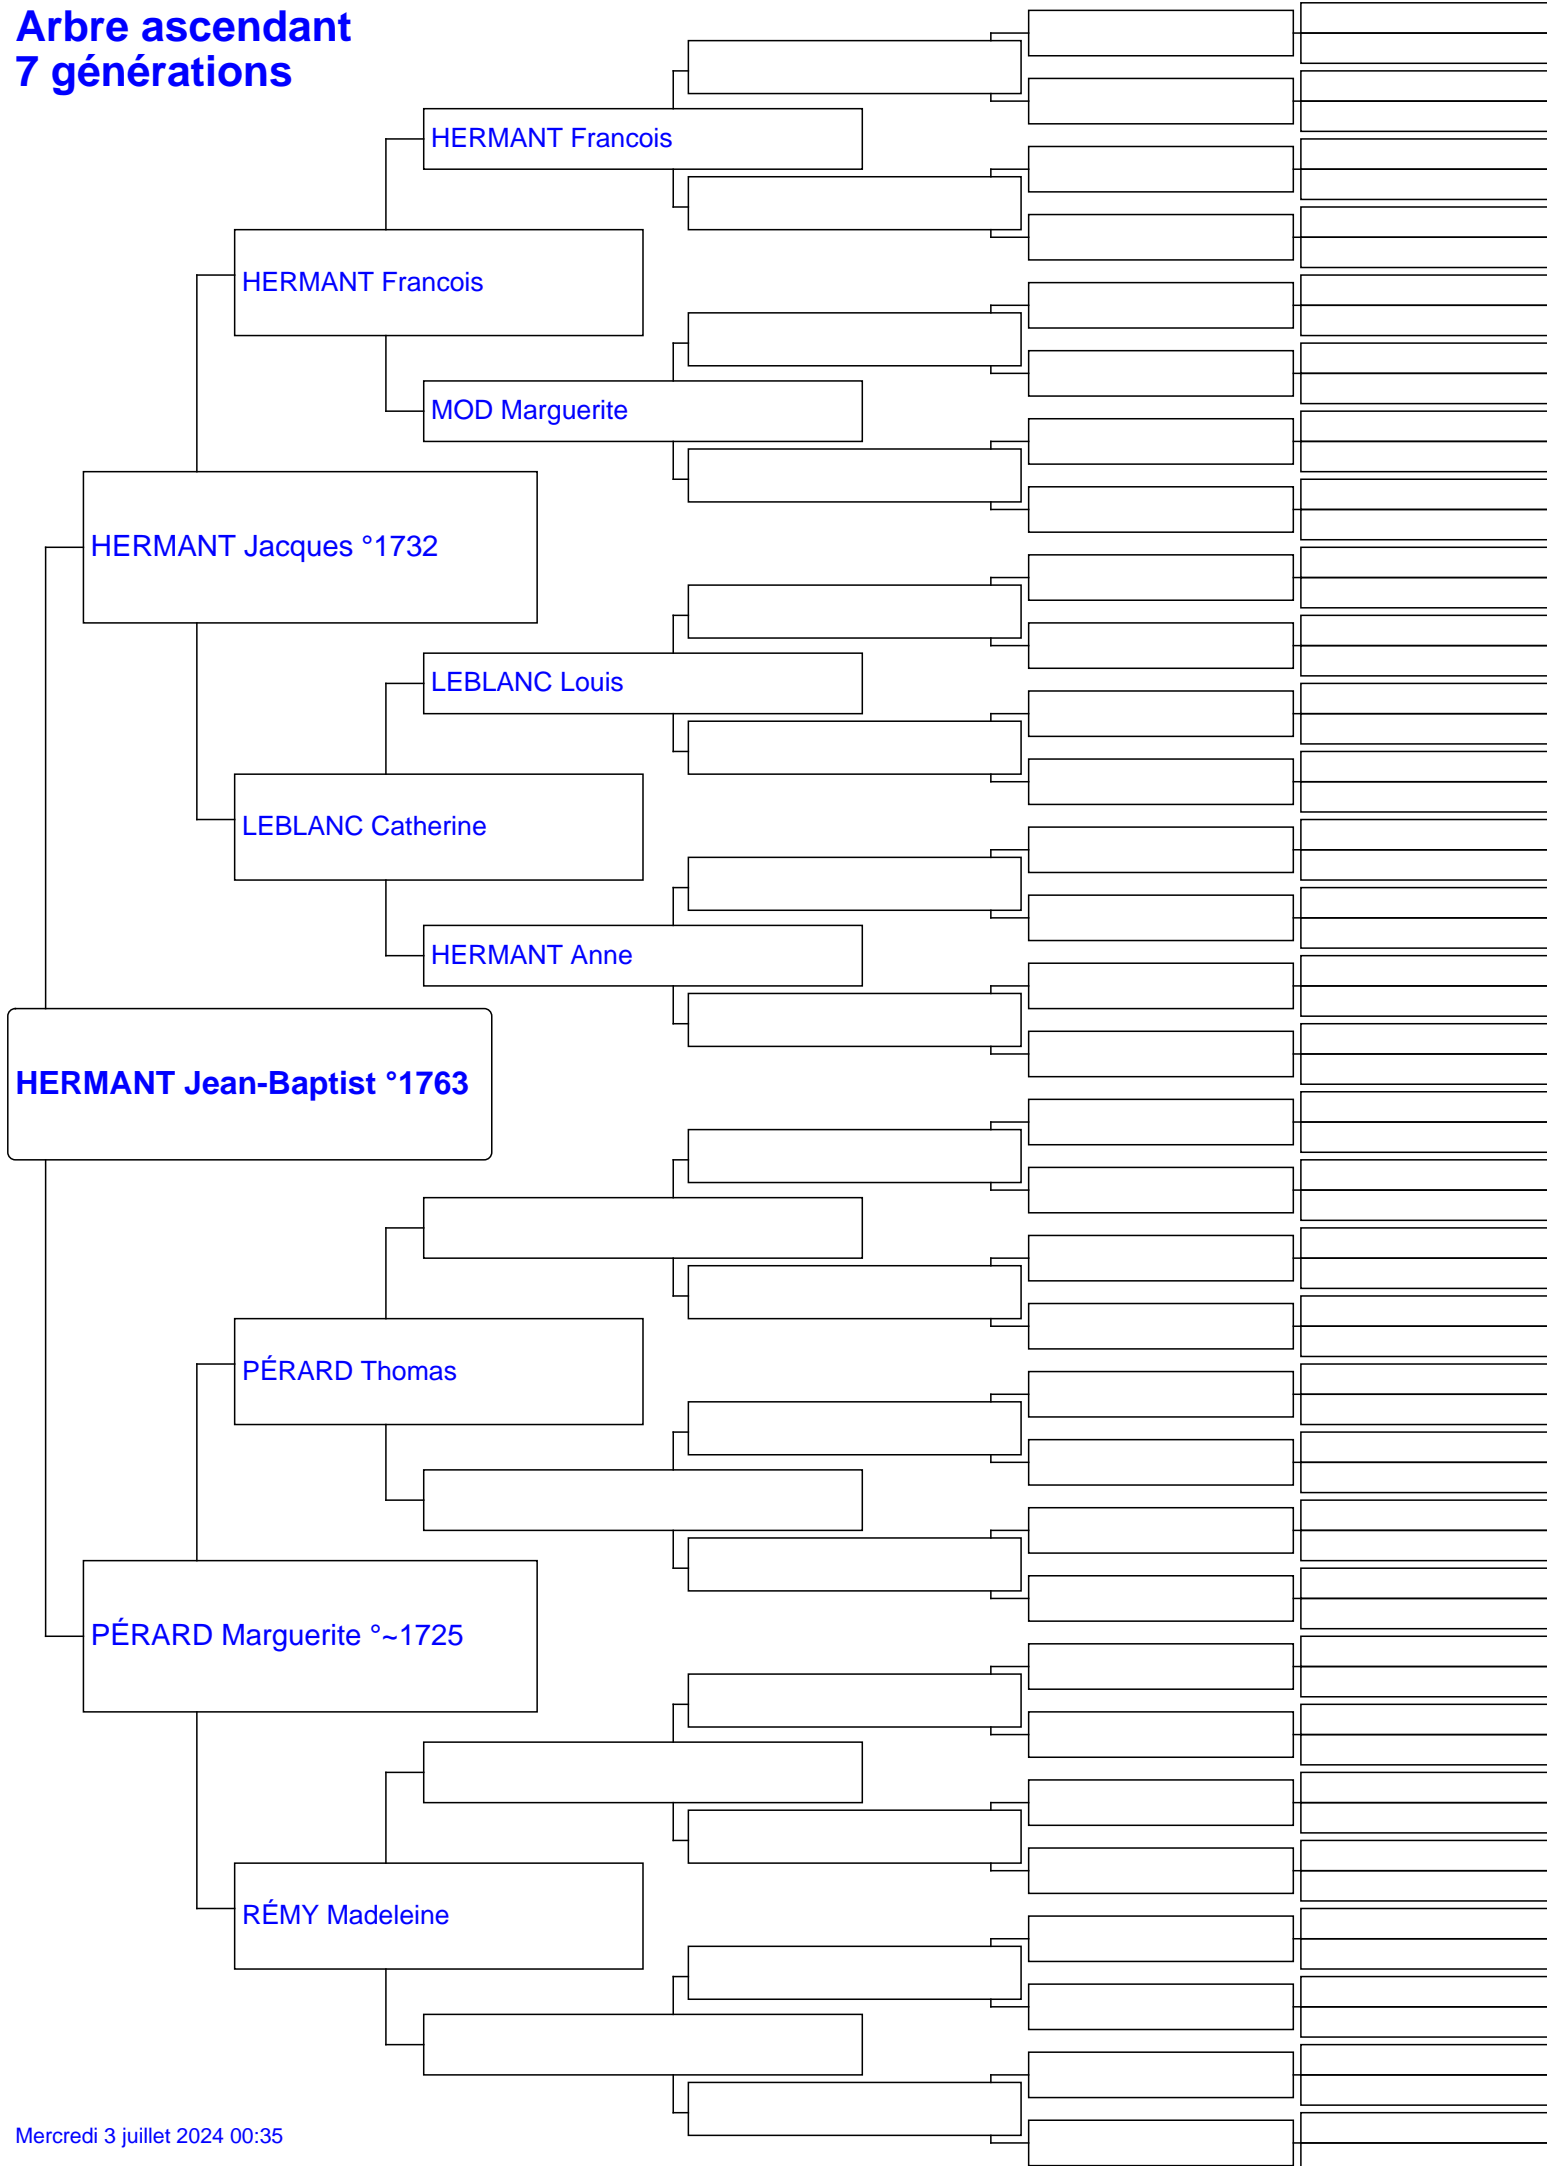 Arbre ascendant
7 générations
HERMANT Francois
HERMANT Francois
MOD Marguerite
HERMANT Jacques °1732
LEBLANC Louis
LEBLANC Catherine
HERMANT Anne
HERMANT Jean-Baptist °1763
PÉRARD Thomas
PÉRARD Marguerite °~1725
RÉMY Madeleine
Mercredi 3 juillet 2024 00:35